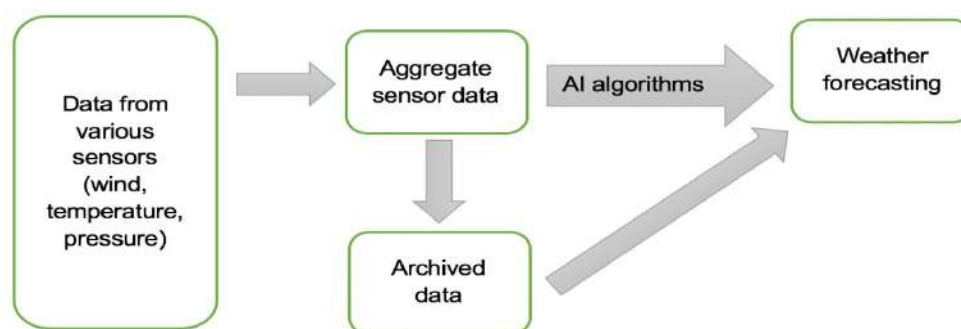 Data from
various
sensors
(wind,
temperature,
pressure)
Aggregate
sensor data
AI algorithms
Weather
forecasting
Archived
data